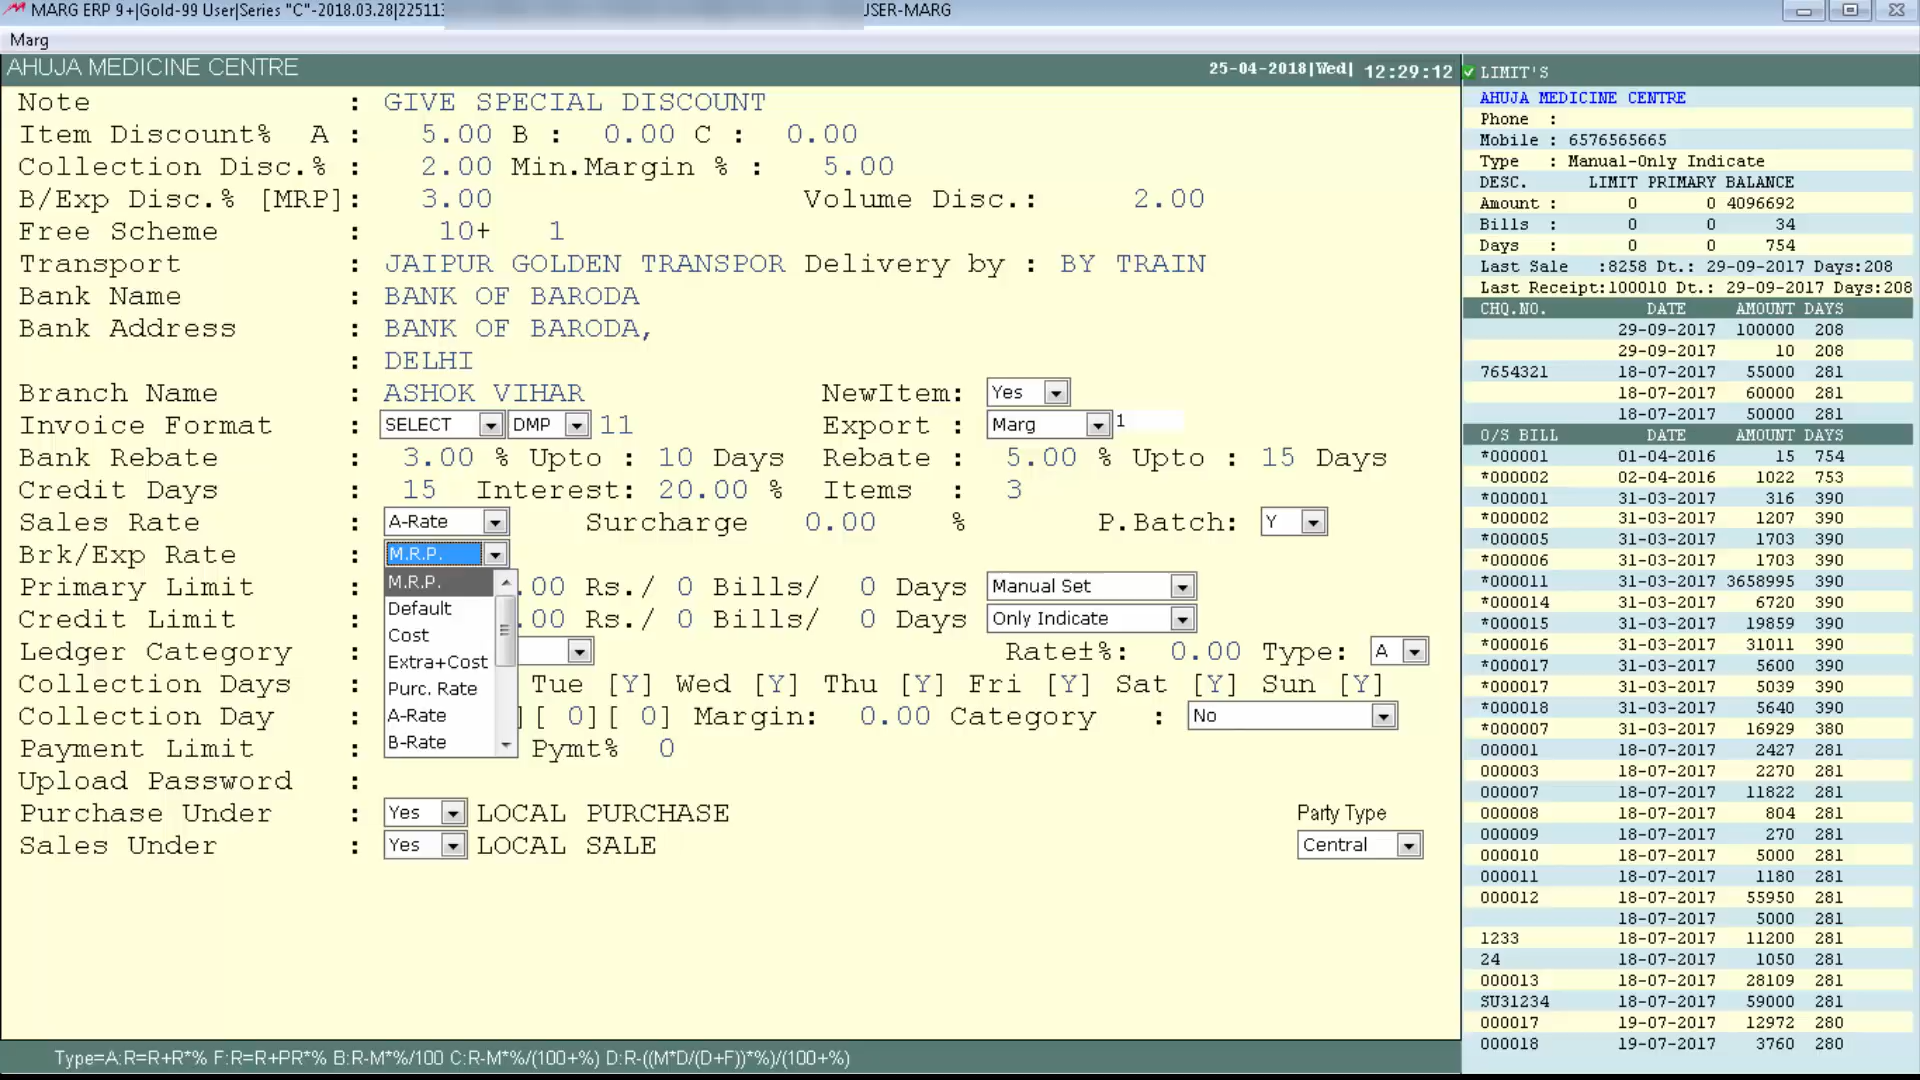 MARG ERP 9+|Gold-99 User|Series "C"-2018.03.28|225113 USER-MARG
Marg
AHUJA MEDICINE CENTRE 25-04-2018|Wed| 12:29:12
Note : GIVE SPECIAL DISCOUNT
Item Discount% A : 5.00 B : 0.00 C : 0.00
Collection Disc.% : 2.00 Min.Margin % : 5.00
B/Exp Disc.% [MRP]: 3.00 Volume Disc.: 2.00
Free Scheme : 10+ 1
Transport : JAIPUR GOLDEN TRANSPOR Delivery by : BY TRAIN
Bank Name : BANK OF BARODA
Bank Address : BANK OF BARODA,
: DELHI
Branch Name : ASHOK VIHAR NewItem: Yes
Invoice Format : SELECT DMP 11 Export : Marg 1
Bank Rebate : 3.00 % Upto : 10 Days Rebate : 5.00 % Upto : 15 Days
Credit Days : 15 Interest: 20.00 % Items : 3
Sales Rate : A-Rate Surcharge 0.00 % P.Batch: Y
Brk/Exp Rate : M.R.P.
M.R.P.
Default
Cost
Extra+Cost
Purc. Rate
A-Rate
B-Rate
Primary Limit : .00 Rs./ 0 Bills/ 0 Days Manual Set
Credit Limit : .00 Rs./ 0 Bills/ 0 Days Only Indicate
Ledger Category : Rate±%: 0.00 Type: A
Collection Days : Tue [Y] Wed [Y] Thu [Y] Fri [Y] Sat [Y] Sun [Y]
Collection Day : ][ 0][ 0] Margin: 0.00 Category : No
Payment Limit : Pymt% 0
Upload Password :
Purchase Under : Yes LOCAL PURCHASE Party Type
Sales Under : Yes LOCAL SALE Central
Type=A:R=R+R*% F:R=R+PR*% B:R-M*%/100 C:R-M*%/(100+%) D:R-((M*D/(D+F))*%)/(100+%)
LIMIT'S
AHUJA MEDICINE CENTRE
Phone :
Mobile : 6576565665
Type : Manual-Only Indicate
DESC. LIMIT PRIMARY BALANCE
Amount : 0 0 4096692
Bills : 0 0 34
Days : 0 0 754
Last Sale :8258 Dt.: 29-09-2017 Days:208
Last Receipt:100010 Dt.: 29-09-2017 Days:208
CHQ.NO. DATE AMOUNT DAYS
29-09-2017 100000 208
29-09-2017 10 208
7654321 18-07-2017 55000 281
18-07-2017 60000 281
18-07-2017 50000 281
O/S BILL DATE AMOUNT DAYS
*000001 01-04-2016 15 754
*000002 02-04-2016 1022 753
*000001 31-03-2017 316 390
*000002 31-03-2017 1207 390
*000005 31-03-2017 1703 390
*000006 31-03-2017 1703 390
*000011 31-03-2017 3658995 390
*000014 31-03-2017 6720 390
*000015 31-03-2017 19859 390
*000016 31-03-2017 31011 390
*000017 31-03-2017 5600 390
*000017 31-03-2017 5039 390
*000018 31-03-2017 5640 390
*000007 31-03-2017 16929 380
000001 18-07-2017 2427 281
000003 18-07-2017 2270 281
000007 18-07-2017 11822 281
000008 18-07-2017 804 281
000009 18-07-2017 270 281
000010 18-07-2017 5000 281
000011 18-07-2017 1180 281
000012 18-07-2017 55950 281
18-07-2017 5000 281
1233 18-07-2017 11200 281
24 18-07-2017 1050 281
000013 18-07-2017 28109 281
SU31234 18-07-2017 59000 281
000017 19-07-2017 12972 280
000018 19-07-2017 3760 280